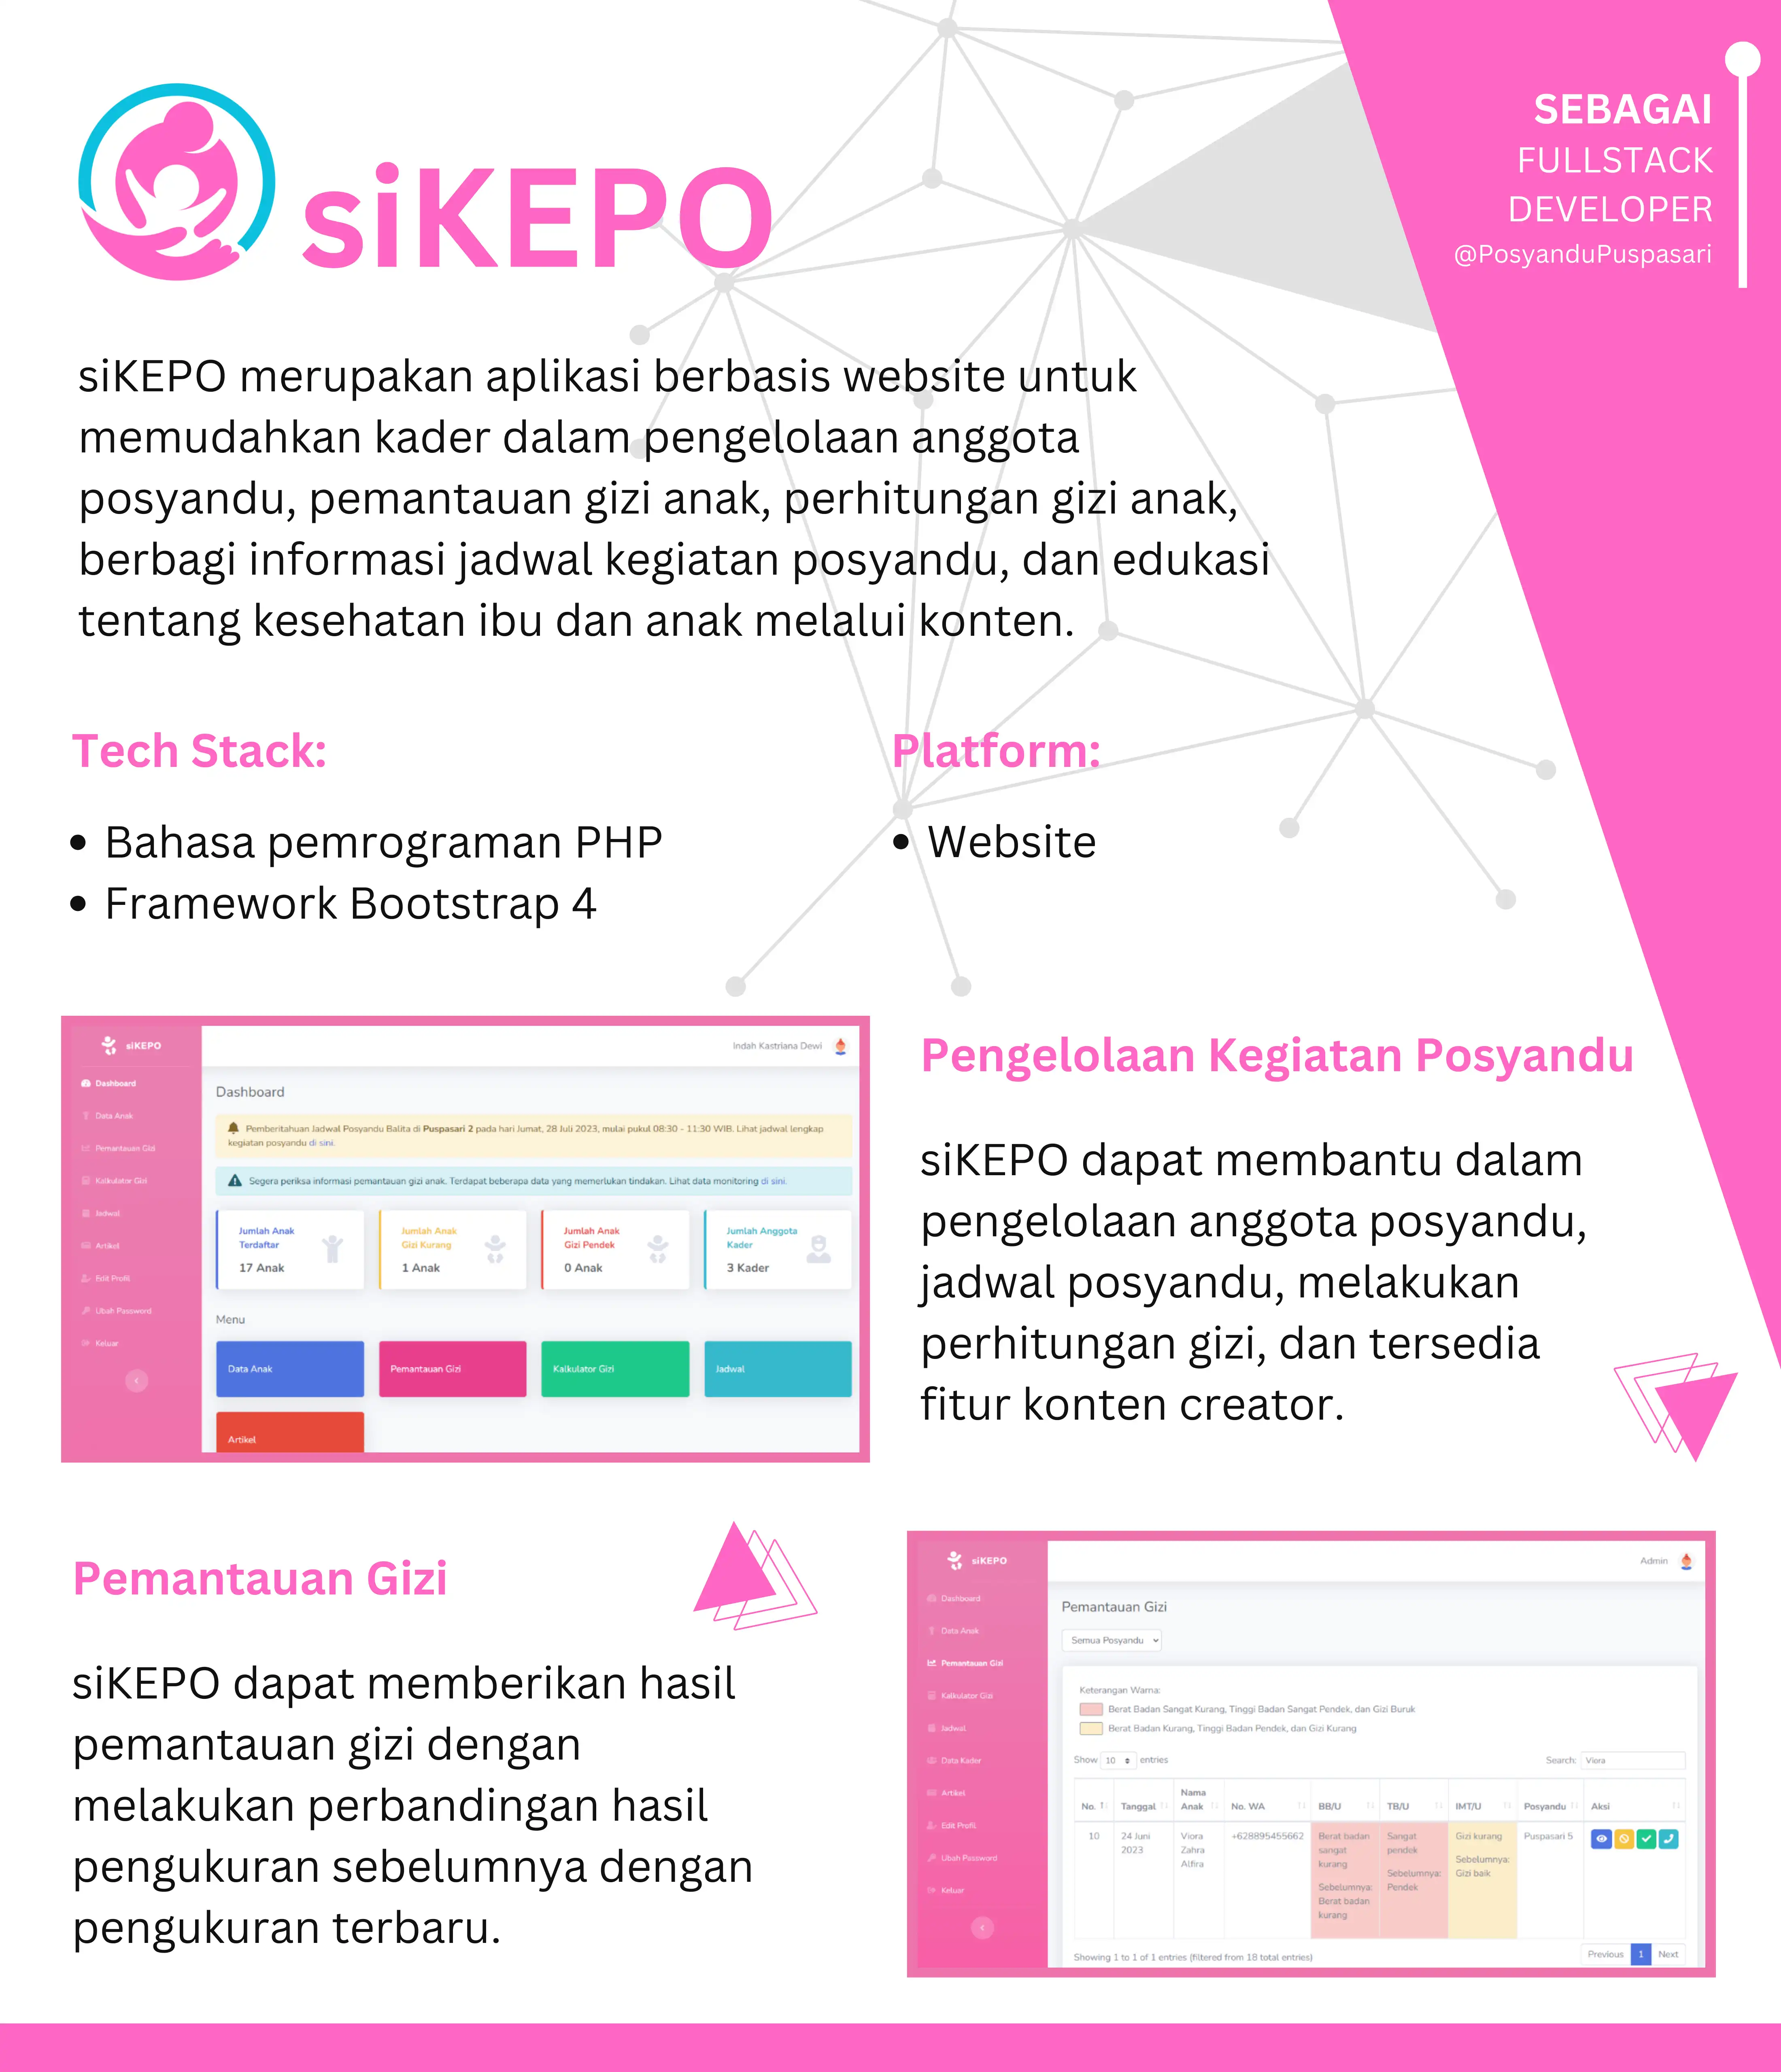 siKEPO
SEBAGAI
FULLSTACK
DEVELOPER
@PosyanduPuspasari
siKEPO merupakan aplikasi berbasis website untuk
memudahkan kader dalam pengelolaan anggota
posyandu, pemantauan gizi anak, perhitungan gizi anak,
berbagi informasi jadwal kegiatan posyandu, dan edukasi
tentang kesehatan ibu dan anak melalui konten.
Tech Stack:
• Bahasa pemrograman PHP
• Framework Bootstrap 4
Platform:
• Website
siKEPO
Dashboard
Data Anak
Pemantauan Gizi
Kalkulator Gizi
Jadwal
Artikel
Edit Profil
Ubah Password
Keluar
Indah Kastriana Dewi
Dashboard
Pemberitahuan Jadwal Posyandu Balita di Puspasari 2 pada hari Jumat, 28 Juli 2023, mulai pukul 08:30 - 11:30 WIB. Lihat jadwal lengkap
kegiatan posyandu di sini.
Segera periksa informasi pemantauan gizi anak. Terdapat beberapa data yang memerlukan tindakan. Lihat data monitoring di sini.
Jumlah Anak
Terdaftar
17 Anak
Jumlah Anak
Gizi Kurang
1 Anak
Jumlah Anak
Gizi Pendek
0 Anak
Jumlah Anggota
Kader
3 Kader
Menu
Data Anak
Pemantauan Gizi
Kalkulator Gizi
Jadwal
Artikel
Pengelolaan Kegiatan Posyandu
siKEPO dapat membantu dalam
pengelolaan anggota posyandu,
jadwal posyandu, melakukan
perhitungan gizi, dan tersedia
fitur konten creator.
Pemantauan Gizi
siKEPO dapat memberikan hasil
pemantauan gizi dengan
melakukan perbandingan hasil
pengukuran sebelumnya dengan
pengukuran terbaru.
siKEPO
Dashboard
Data Anak
Pemantauan Gizi
Kalkulator Gizi
Jadwal
Data Kader
Artikel
Edit Profil
Ubah Password
Keluar
Admin
Pemantauan Gizi
Semua Posyandu
Keterangan Warna:
Berat Badan Sangat Kurang, Tinggi Badan Sangat Pendek, dan Gizi Buruk
Berat Badan Kurang, Tinggi Badan Pendek, dan Gizi Kurang
Show 10 entries
Search: Viora
No. Tanggal Nama Anak No. WA BB/U TB/U IMT/U Posyandu Aksi
10
24 Juni
2023
Viora
Zahra
Alfira
+628895455662
Berat badan
sangat
kurang
Sebelumnya:
Berat badan
kurang
Sangat
pendek
Sebelumnya:
Pendek
Gizi kurang
Sebelumnya:
Gizi baik
Puspasari 5
Showing 1 to 1 of 1 entries (filtered from 18 total entries)
Previous 1 Next